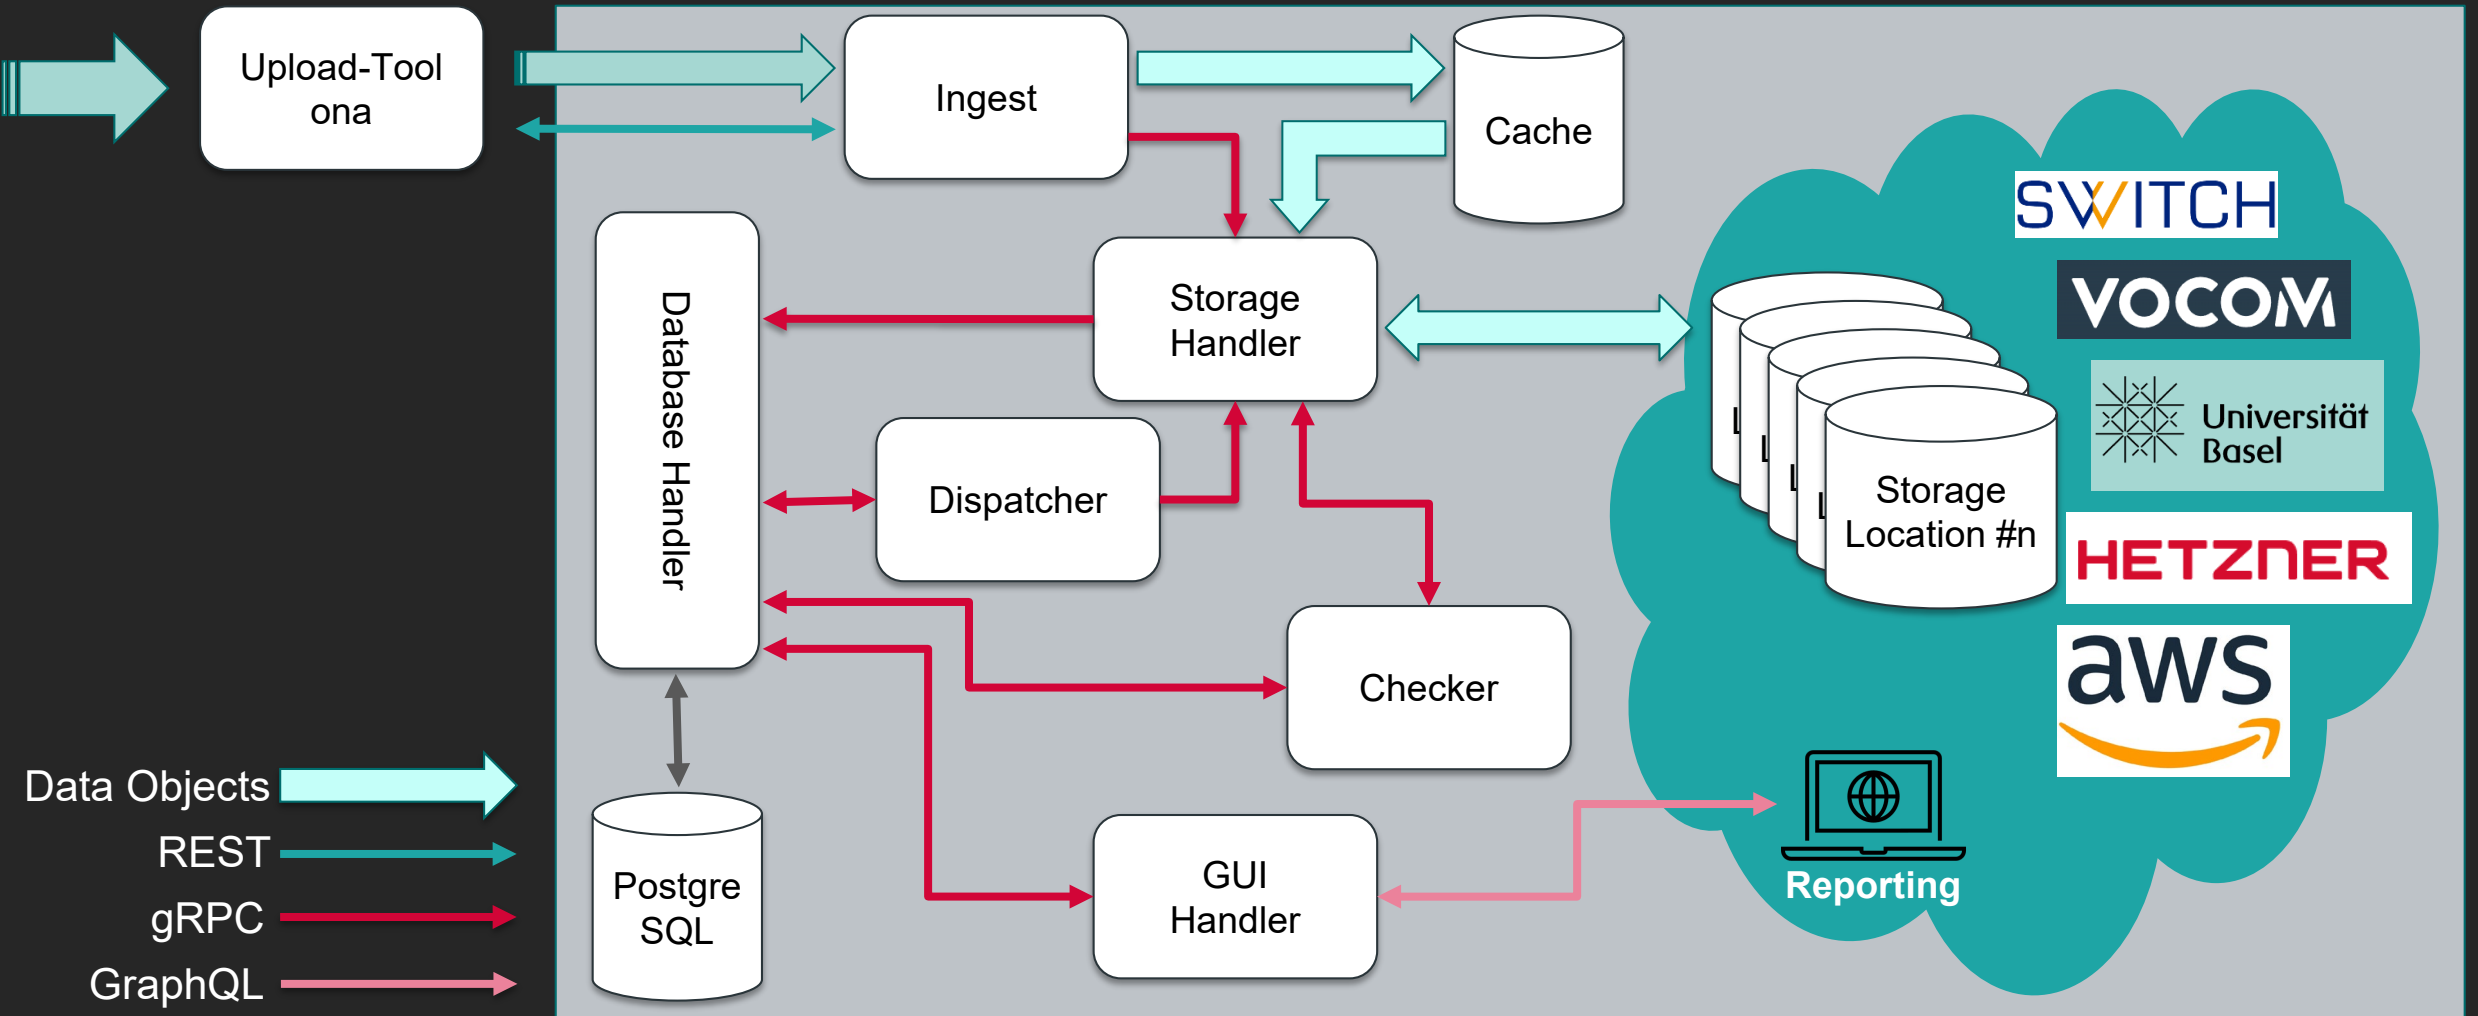 Upload-Tool
ona
Ingest
Cache
SWITCH
VOCOM
Universität
Basel
HETZNER
aws
Storage
Handler
Database Handler
Dispatcher
L
L
L
L
Storage
Location #n
Checker
Postgre
SQL
GUI
Handler
Reporting
Data Objects
REST
gRPC
GraphQL